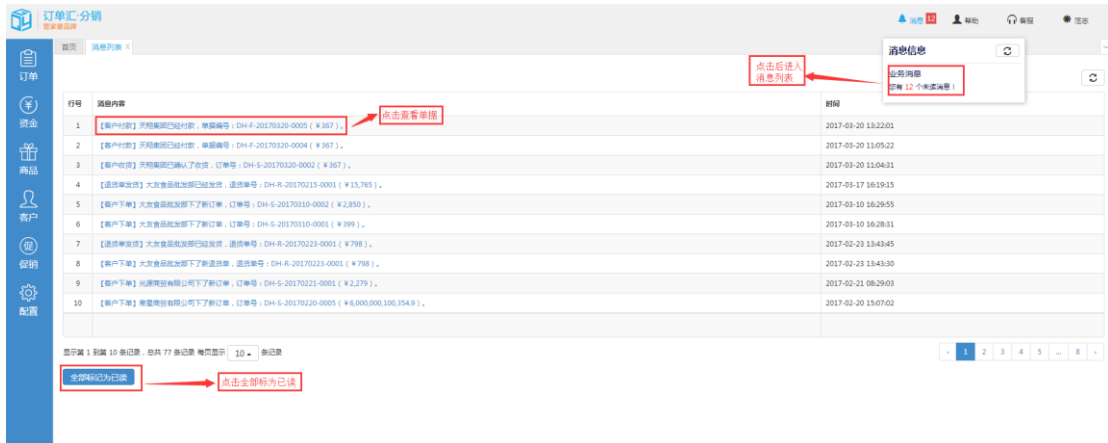 订单汇·分销
管家婆品牌
消息 12 帮助 客服 范志
首页 消息列表 X
订单
资金
商品
客户
促
促销
配置
消息信息
业务消息
您有 12 个未读消息！
点击后进入
消息列表
行号 消息内容 时间
点击查看单据
1 【客户付款】天翔集团已经付款，单据编号：DH-F-20170320-0005（￥367）。 2017-03-20 13:22:01
2 【客户付款】天翔集团已经付款，单据编号：DH-F-20170320-0004（￥367）。 2017-03-20 11:05:22
3 【客户收货】天翔集团已确认了收货，订单号：DH-S-20170320-0002（￥367）。 2017-03-20 11:04:31
4 【退货单发货】大友食品批发部已经发货，退货单号：DH-R-20170215-0001（￥15,765）。 2017-03-17 16:19:15
5 【客户下单】大友食品批发部下了新订单，订单号：DH-S-20170310-0002（￥2,850）。 2017-03-10 16:29:55
6 【客户下单】大友食品批发部下了新订单，订单号：DH-S-20170310-0001（￥399）。 2017-03-10 16:28:31
7 【退货单发货】大友食品批发部已经发货，退货单号：DH-R-20170223-0001（￥798）。 2017-02-23 13:43:45
8 【客户下单】大友食品批发部下了新退货单，退货单号：DH-R-20170223-0001（￥798）。 2017-02-23 13:43:30
9 【客户下单】光源商贸有限公司下了新订单，订单号：DH-S-20170221-0001（￥2,279）。 2017-02-21 08:29:03
10 【客户下单】 星商贸有限公司下了新订单，订单号：DH-S-20170220-0005（￥6,000,000,100,354.9）。 2017-02-20 15:07:02
显示第 1 到第 10 条记录，总共 77 条记录 每页显示 10 条记录
‹ 1 2 3 4 5 ... 8 ›
全部标记为已读
点击全部标为已读